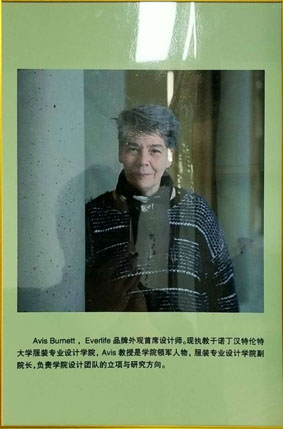 Avis Burnett ，Everlife 品牌外观首席设计师。现执教于诺丁汉特伦特
大学服装专业设计学院，Avis 教授是学院领军人物，服装专业设计学院副
院长，负责学院设计团队的立项与研究方向。